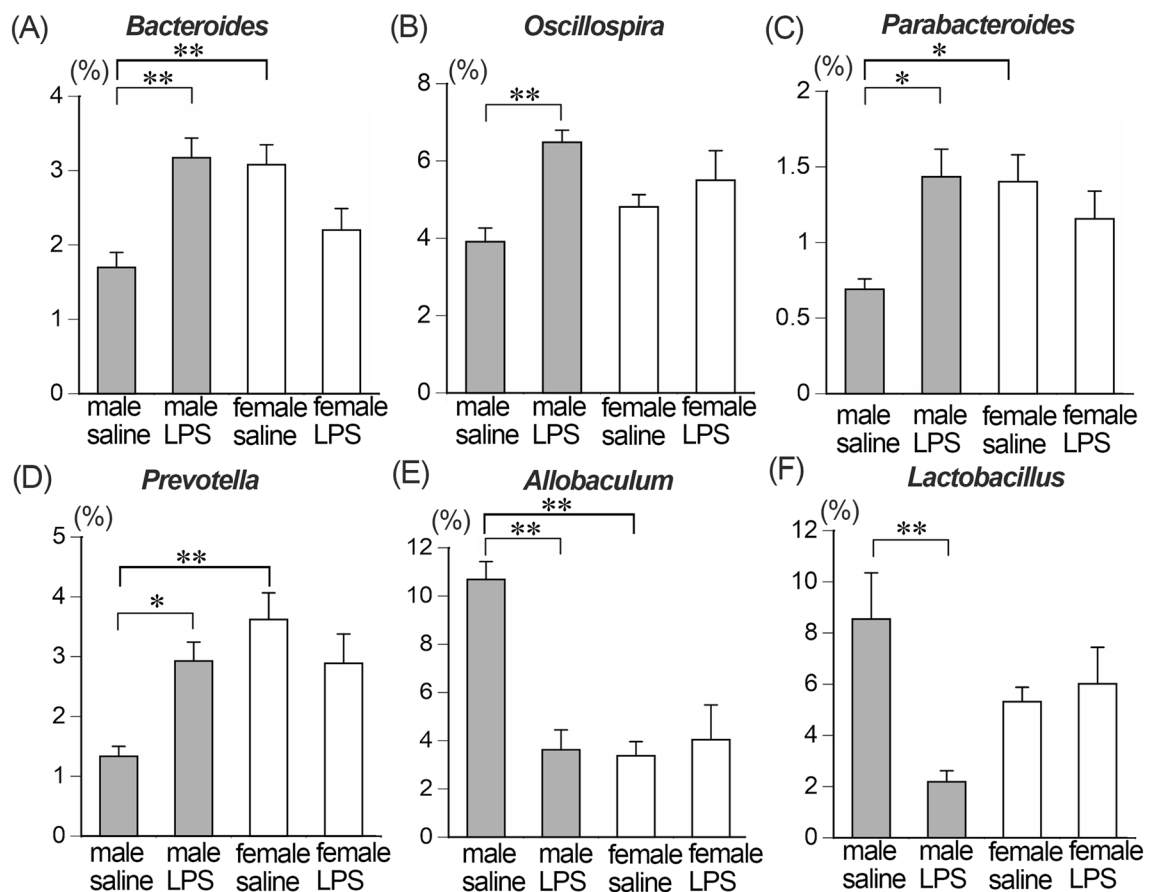 (A) Bacteroides
(%)
**
**
4
3
2
1
0
male saline
male LPS
female saline
female LPS
(B) Oscillospira
(%)
**
8
6
4
2
0
male saline
male LPS
female saline
female LPS
(C) Parabacteroides
(%)
*
*
2
1.5
1
0.5
0
male saline
male LPS
female saline
female LPS
(D) Prevotella
(%)
**
*
5
4
3
2
1
0
male saline
male LPS
female saline
female LPS
(E) Allobaculum
(%)
**
**
12
10
8
6
4
2
0
male saline
male LPS
female saline
female LPS
(F) Lactobacillus
(%)
**
12
10
8
6
4
2
0
male saline
male LPS
female saline
female LPS